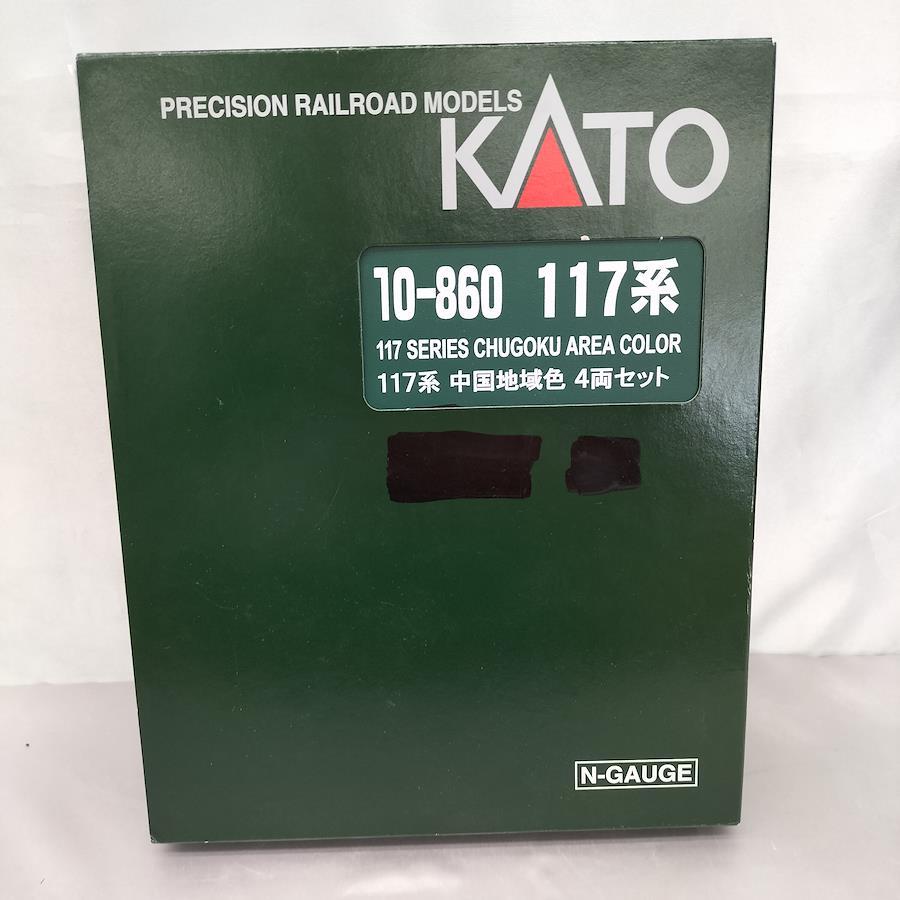 PRECISION RAILROAD MODELS
KATO
10-860 117系
117 SERIES CHUGOKU AREA COLOR
117系 中国地域色 4両セット
N-GAUGE